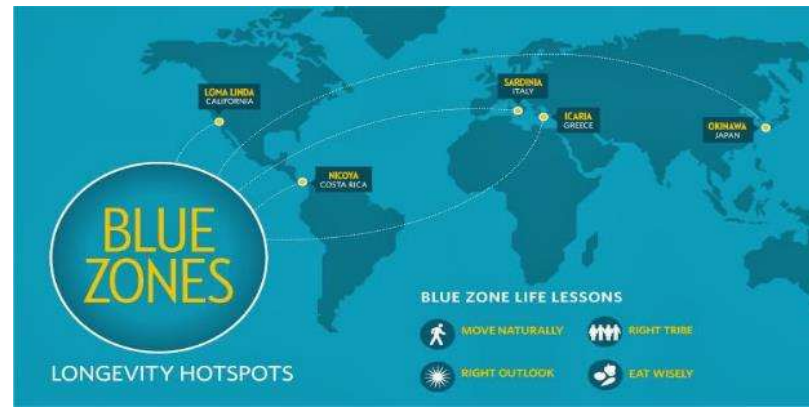 LOMA LINDA
CALIFORNIA
SARDINIA
ITALY
ICARIA
GREECE
OKINAWA
JAPAN
NICOYA
COSTA RICA
BLUE
ZONES
LONGEVITY HOTSPOTS
BLUE ZONE LIFE LESSONS
MOVE NATURALLY
RIGHT TRIBE
RIGHT OUTLOOK
EAT WISELY